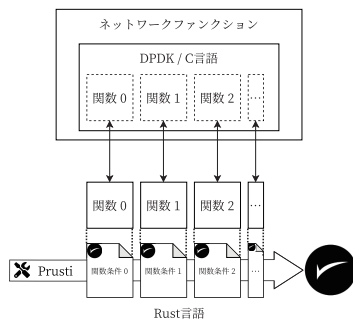 ネットワークファンクション
DPDK / C言語
関数 0 関数 1 関数 2 …
関数 0 関数 1 関数 2 …
Prusti 関数条件 0 関数条件 1 関数条件 2 …
Rust言語